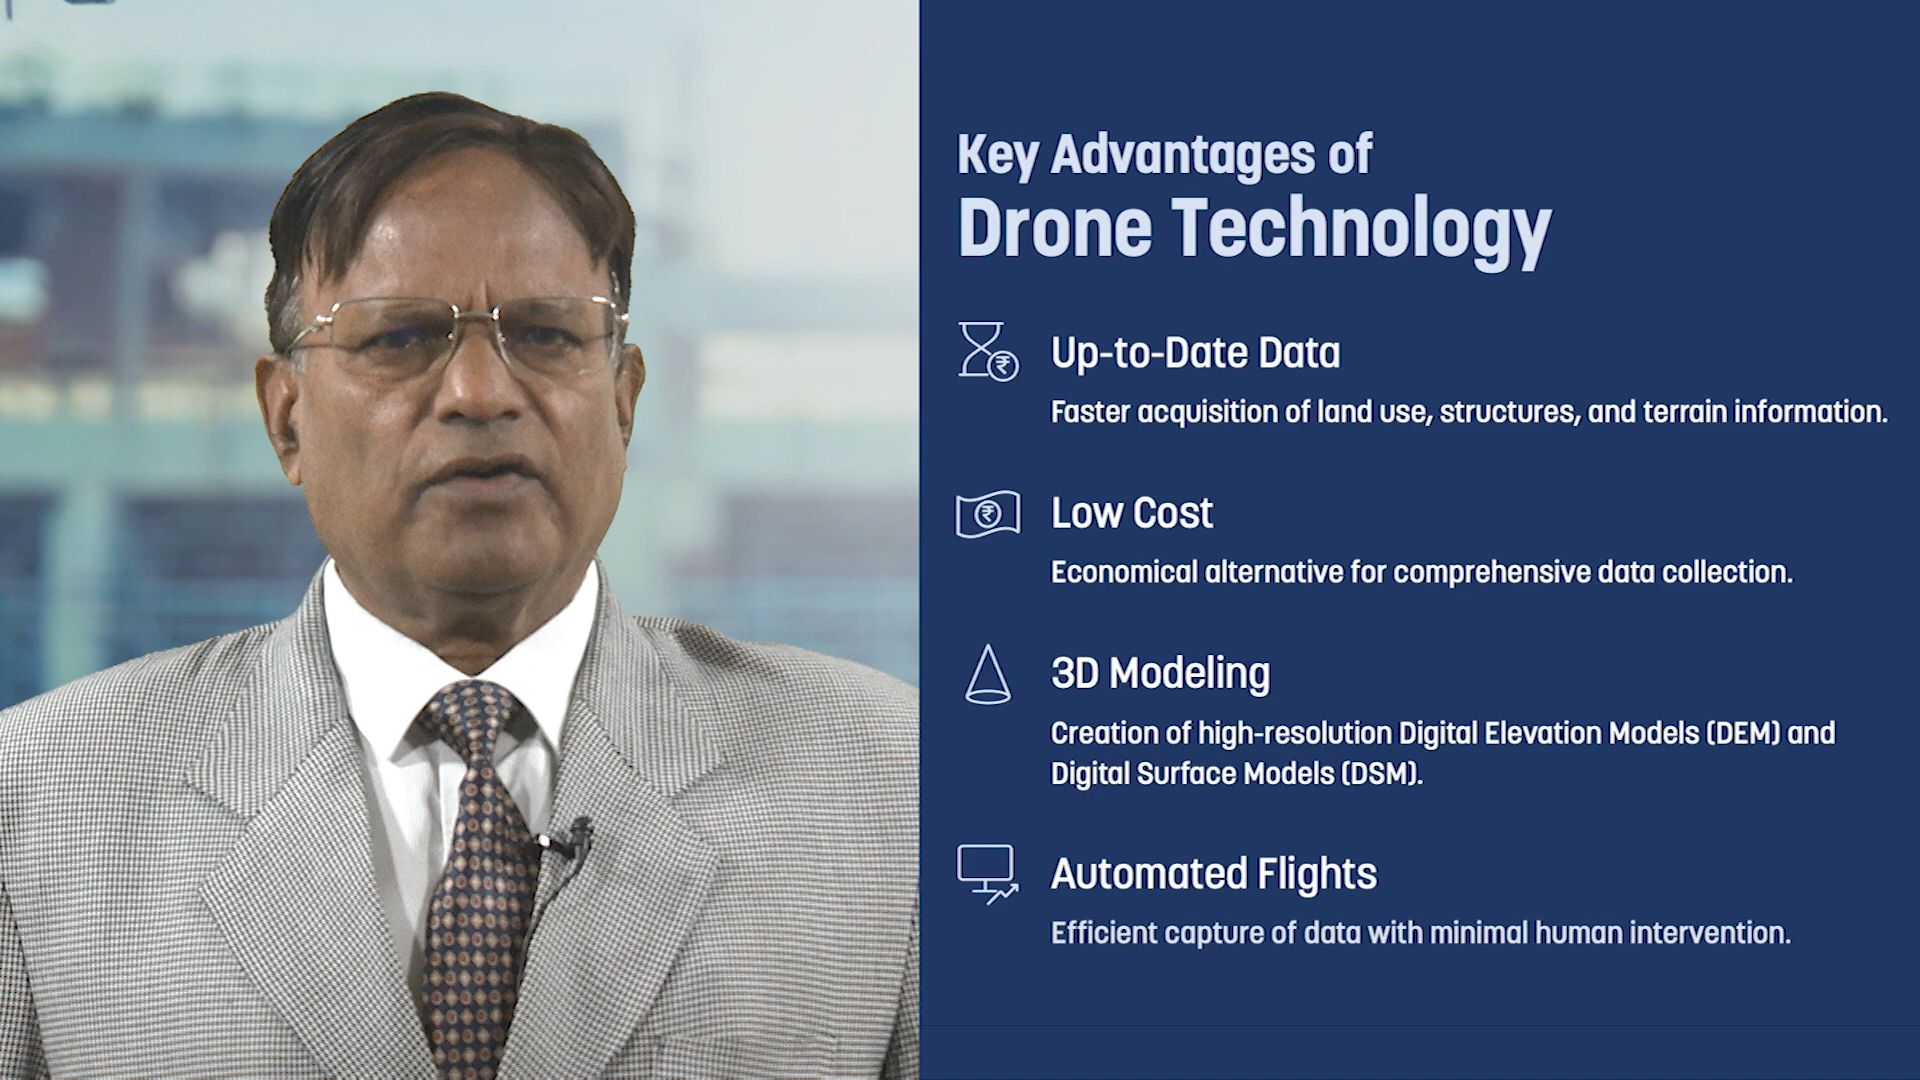 Key Advantages of
Drone Technology
Up-to-Date Data
Faster acquisition of land use, structures, and terrain information.
Low Cost
Economical alternative for comprehensive data collection.
3D Modeling
Creation of high-resolution Digital Elevation Models (DEM) and
Digital Surface Models (DSM).
Automated Flights
Efficient capture of data with minimal human intervention.